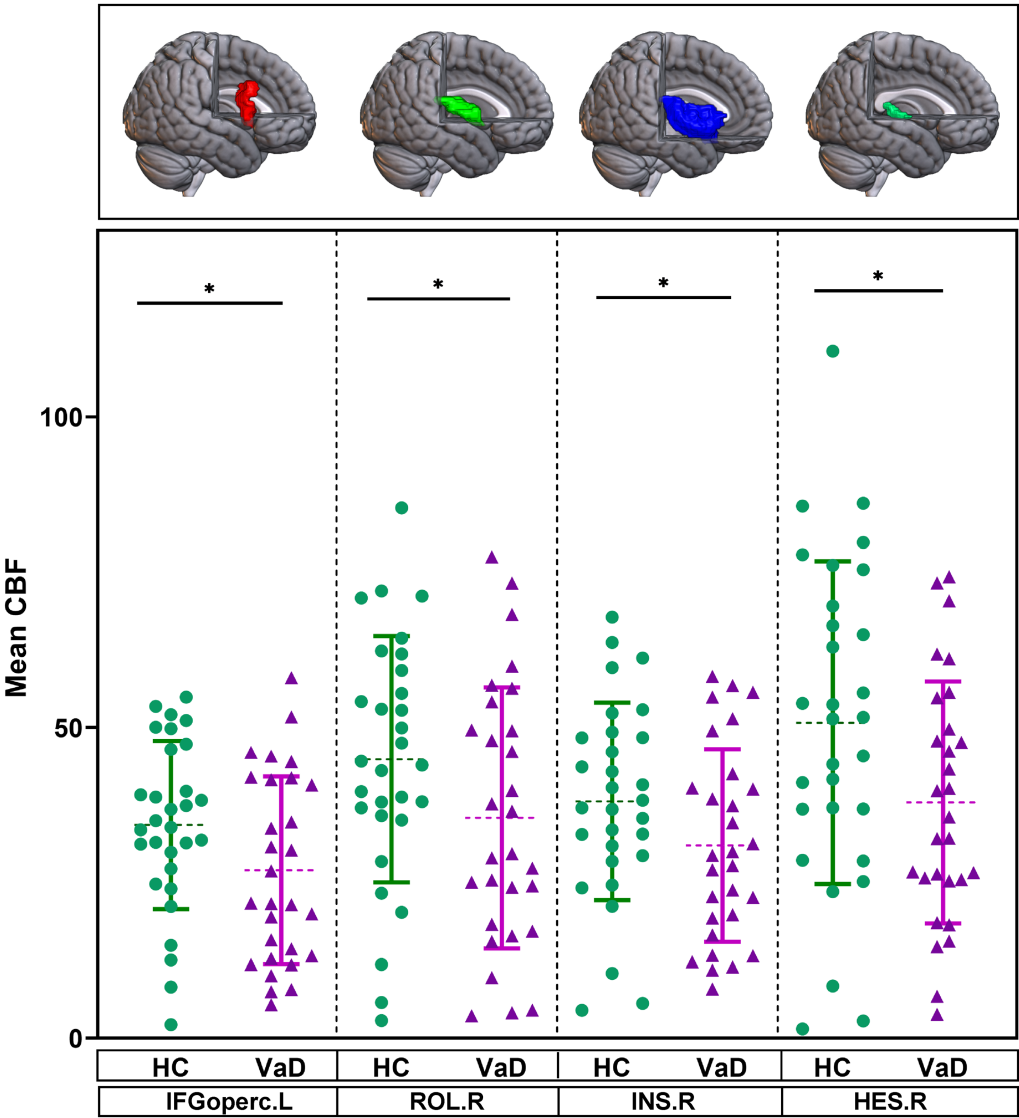 * * * *
100
50
0
Mean CBF
HC VaD HC VaD HC VaD HC VaD
IFGoperc.L ROL.R INS.R HES.R